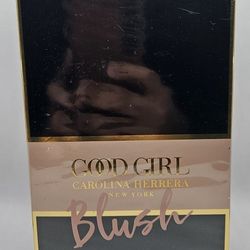 GOOD GIRL
CAROLINA HERRERA
NEW YORK
Blush